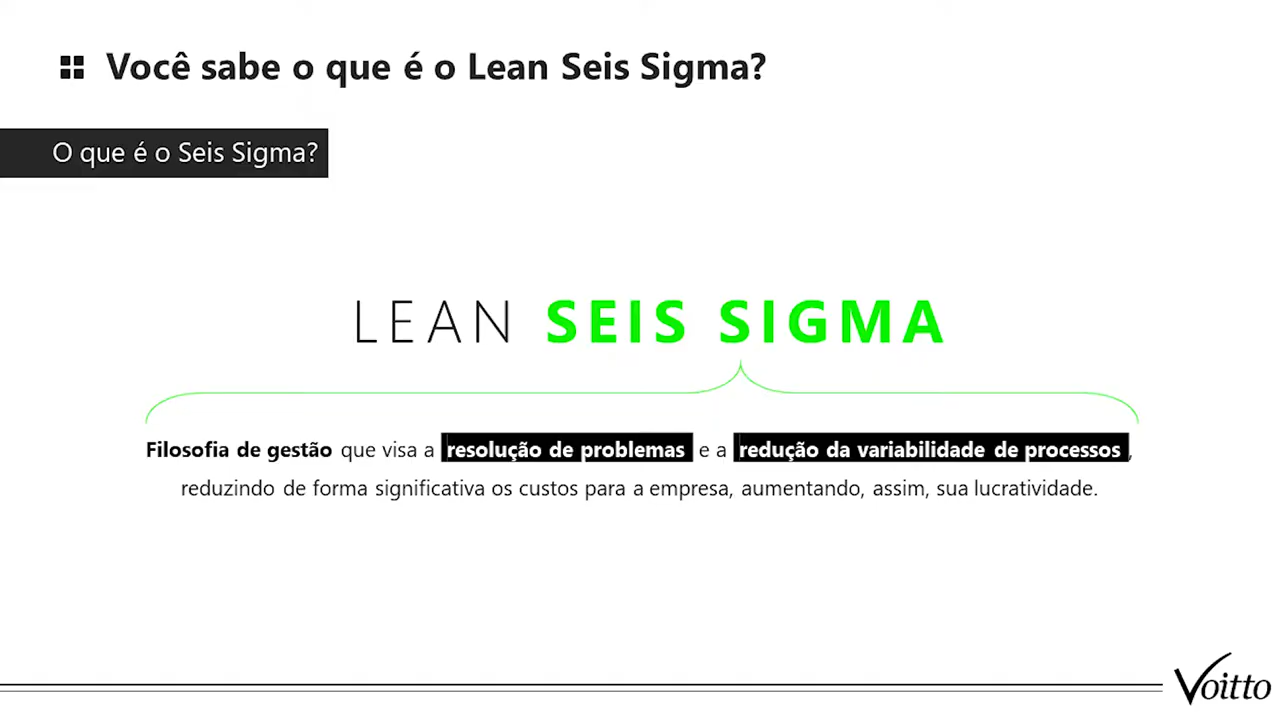 Você sabe o que é o Lean Seis Sigma?
O que é o Seis Sigma?
LEAN SEIS SIGMA
Filosofia de gestão que visa a resolução de problemas e a redução da variabilidade de processos,
reduzindo de forma significativa os custos para a empresa, aumentando, assim, sua lucratividade.
Voitto